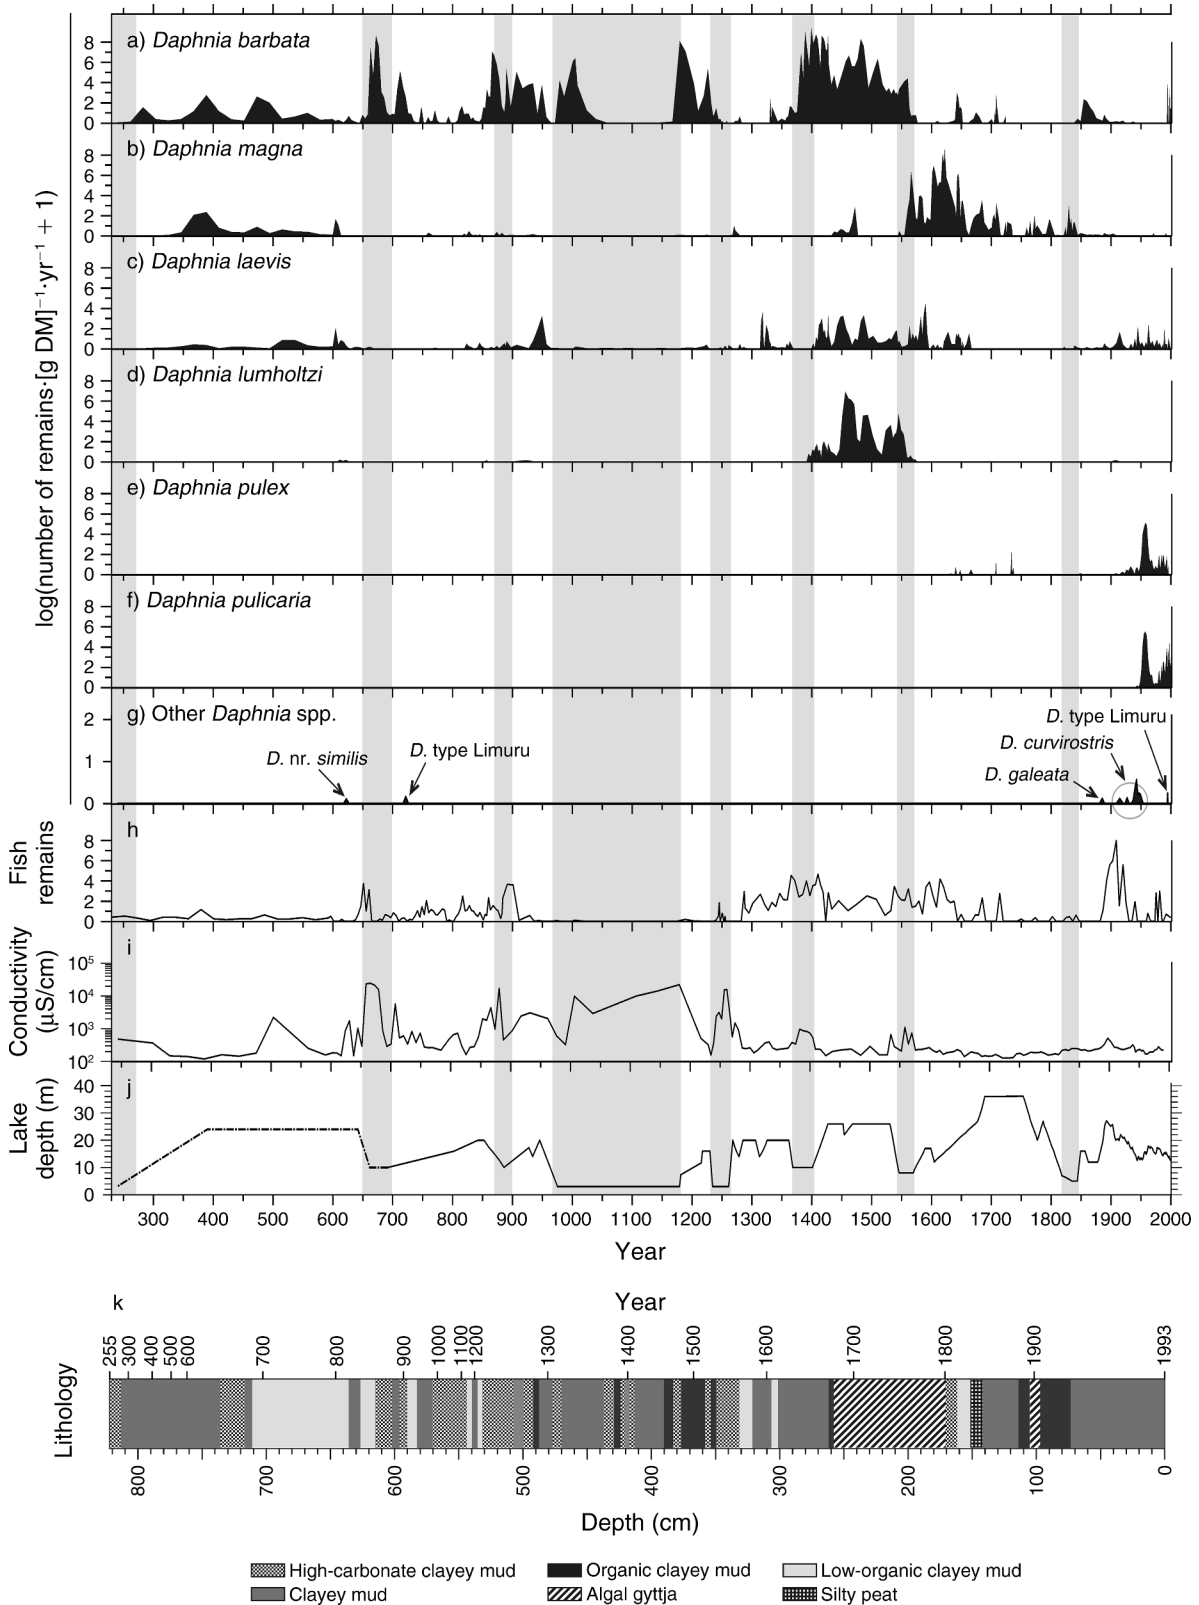 a) Daphnia barbata
8
6
4
2
0
b) Daphnia magna
8
6
4
2
0
c) Daphnia laevis
8
6
4
2
0
d) Daphnia lumholtzi
8
6
4
2
0
e) Daphnia pulex
8
6
4
2
0
f) Daphnia pulicaria
8
6
4
2
0
log(number of remains·[g DM]⁻¹·yr⁻¹ + 1)
g) Other Daphnia spp.
2
1
0
D. nr. similis
D. type Limuru
D. type Limuru
D. curvirostris
D. galeata
h
Fish
remains
8
6
4
2
0
i
Conductivity
(µS/cm)
10⁵
10⁴
10³
10²
j
Lake
depth (m)
40
30
20
10
0
300 400 500 600 700 800 900 1000 1100 1200 1300 1400 1500 1600 1700 1800 1900 2000
Year
k
Year
255 300 400 500 600 700 800 900 1000 1100 1200 1300 1400 1500 1600 1700 1800 1900 1993
Lithology
800 700 600 500 400 300 200 100 0
Depth (cm)
High-carbonate clayey mud Organic clayey mud Low-organic clayey mud
Clayey mud Algal gyttja Silty peat